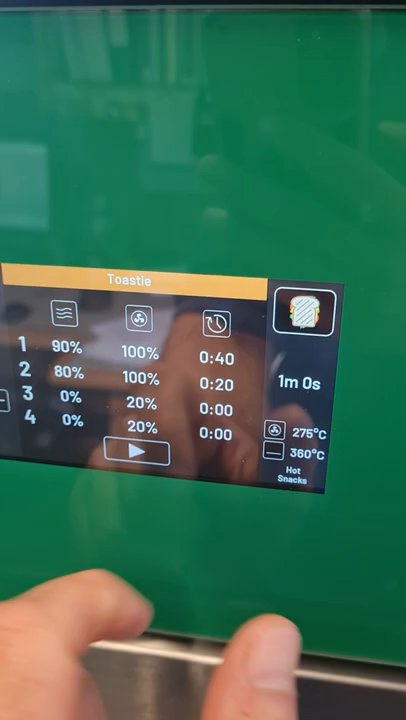 Toastie
1 90% 100% 0:40
2 80% 100% 0:20
3 0% 20% 0:00
4 0% 20% 0:00
1m 0s
275°C
360°C
Hot
Snacks